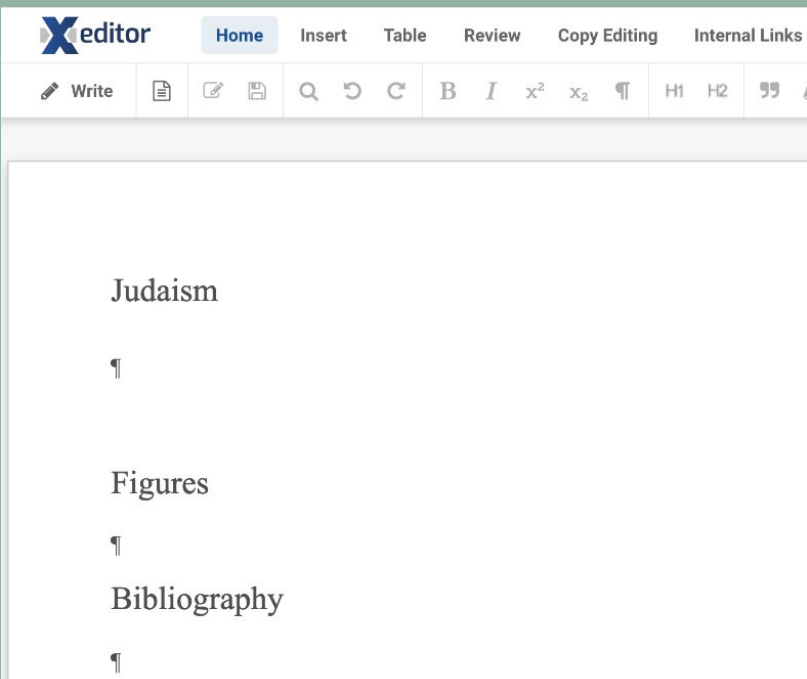 Xeditor
Home Insert Table Review Copy Editing Internal Links
Write B I x² x₂ ¶ H1 H2
Judaism
¶
Figures
¶
Bibliography
¶